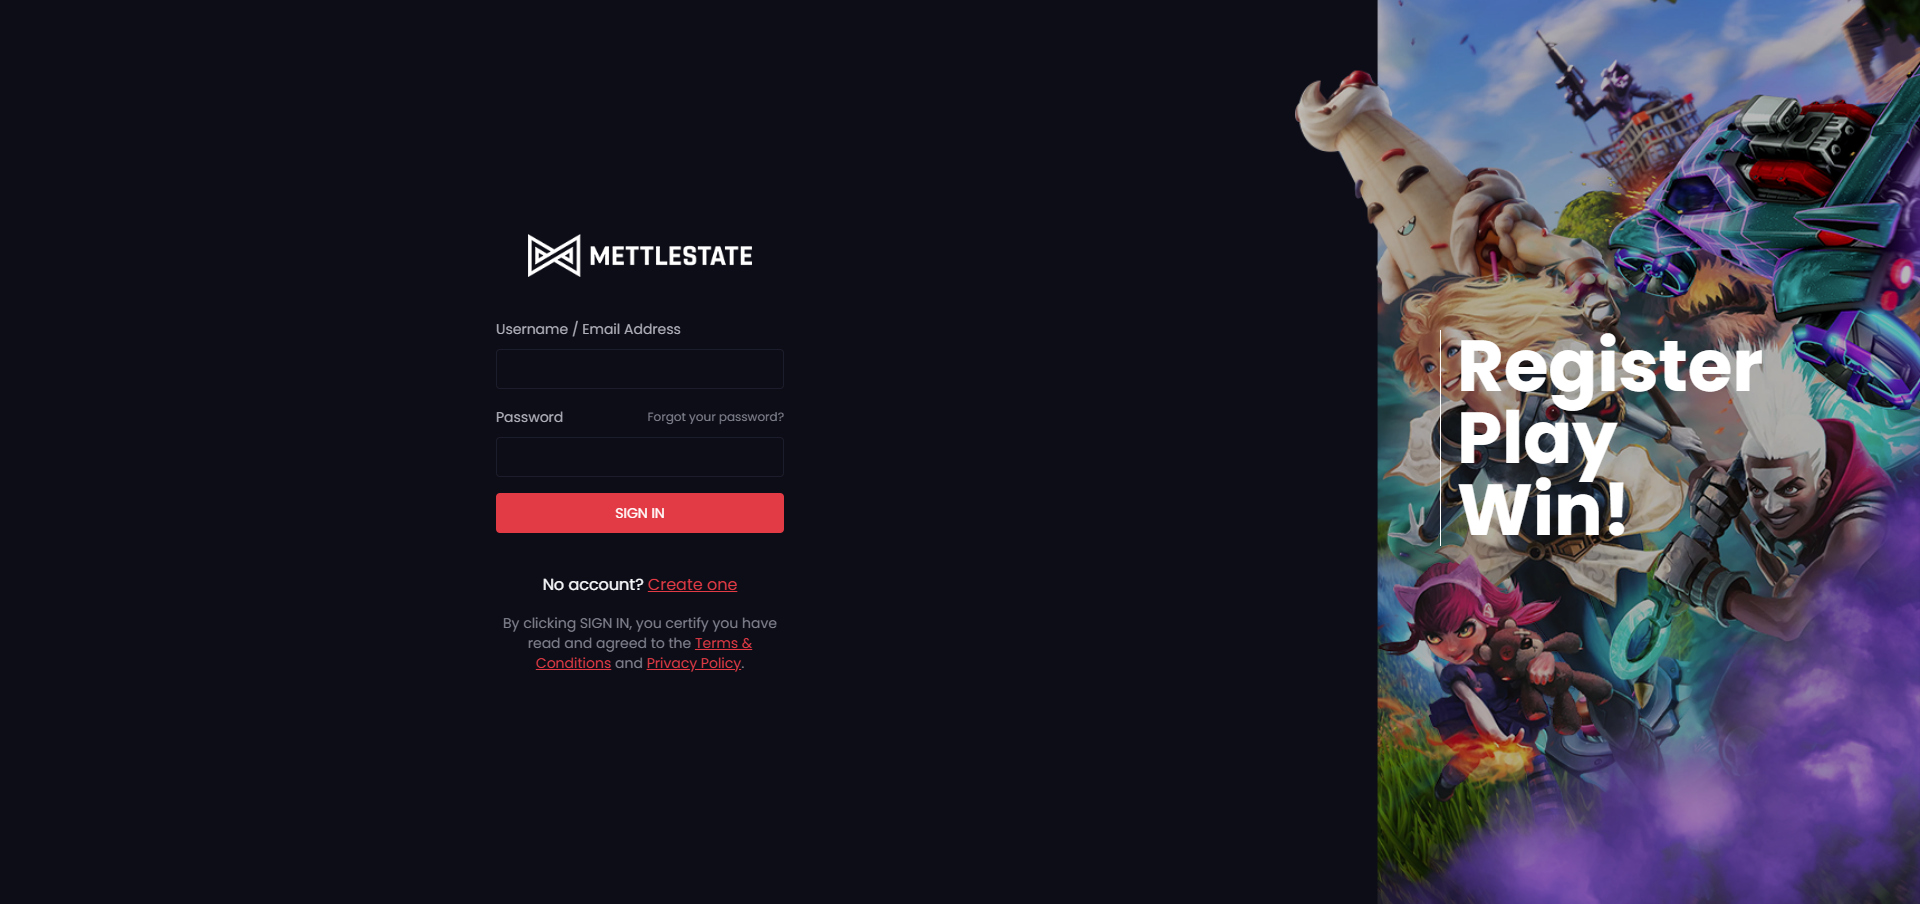 METTLESTATE
Username / Email Address
Password
Forgot your password?
SIGN IN
No account? Create one
By clicking SIGN IN, you certify you have
read and agreed to the Terms &
Conditions and Privacy Policy.
Register
Play
Win!